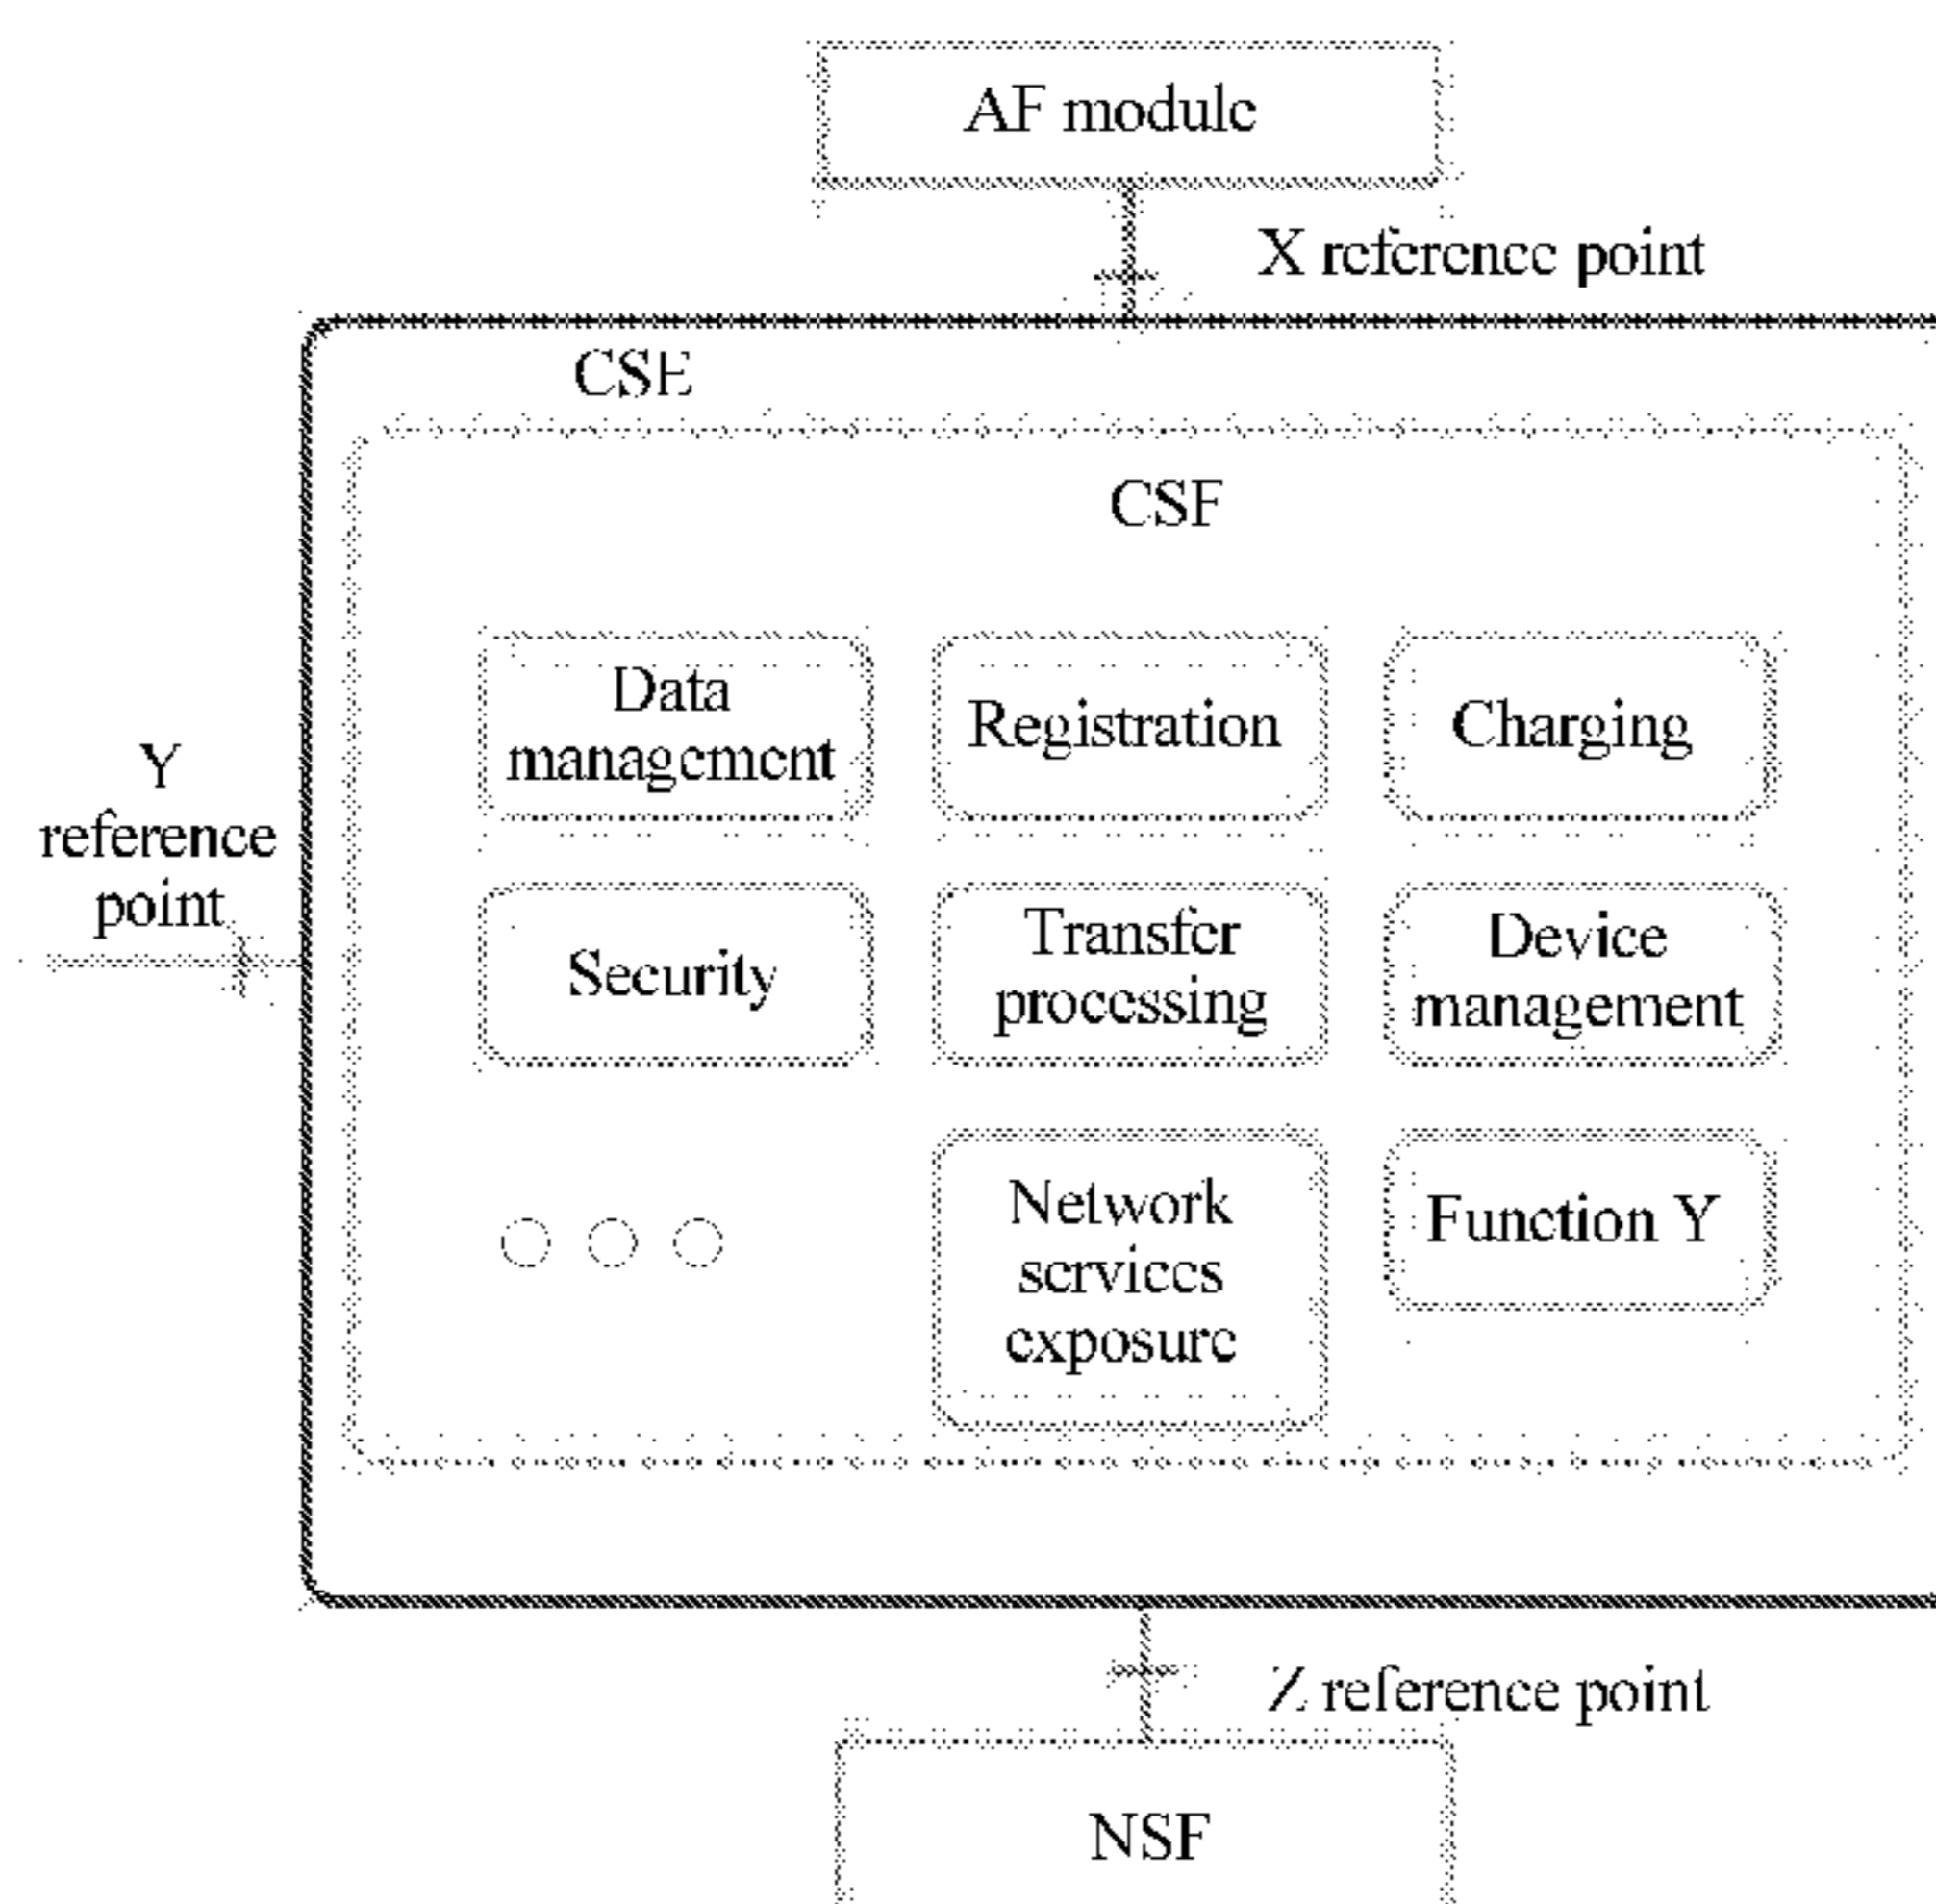 AF module
X reference point
CSE
CSF
Data
management
Registration
Charging
Y
reference
point
Security
Transfer
processing
Device
management
Network
services
exposure
Function Y
Z reference point
NSF